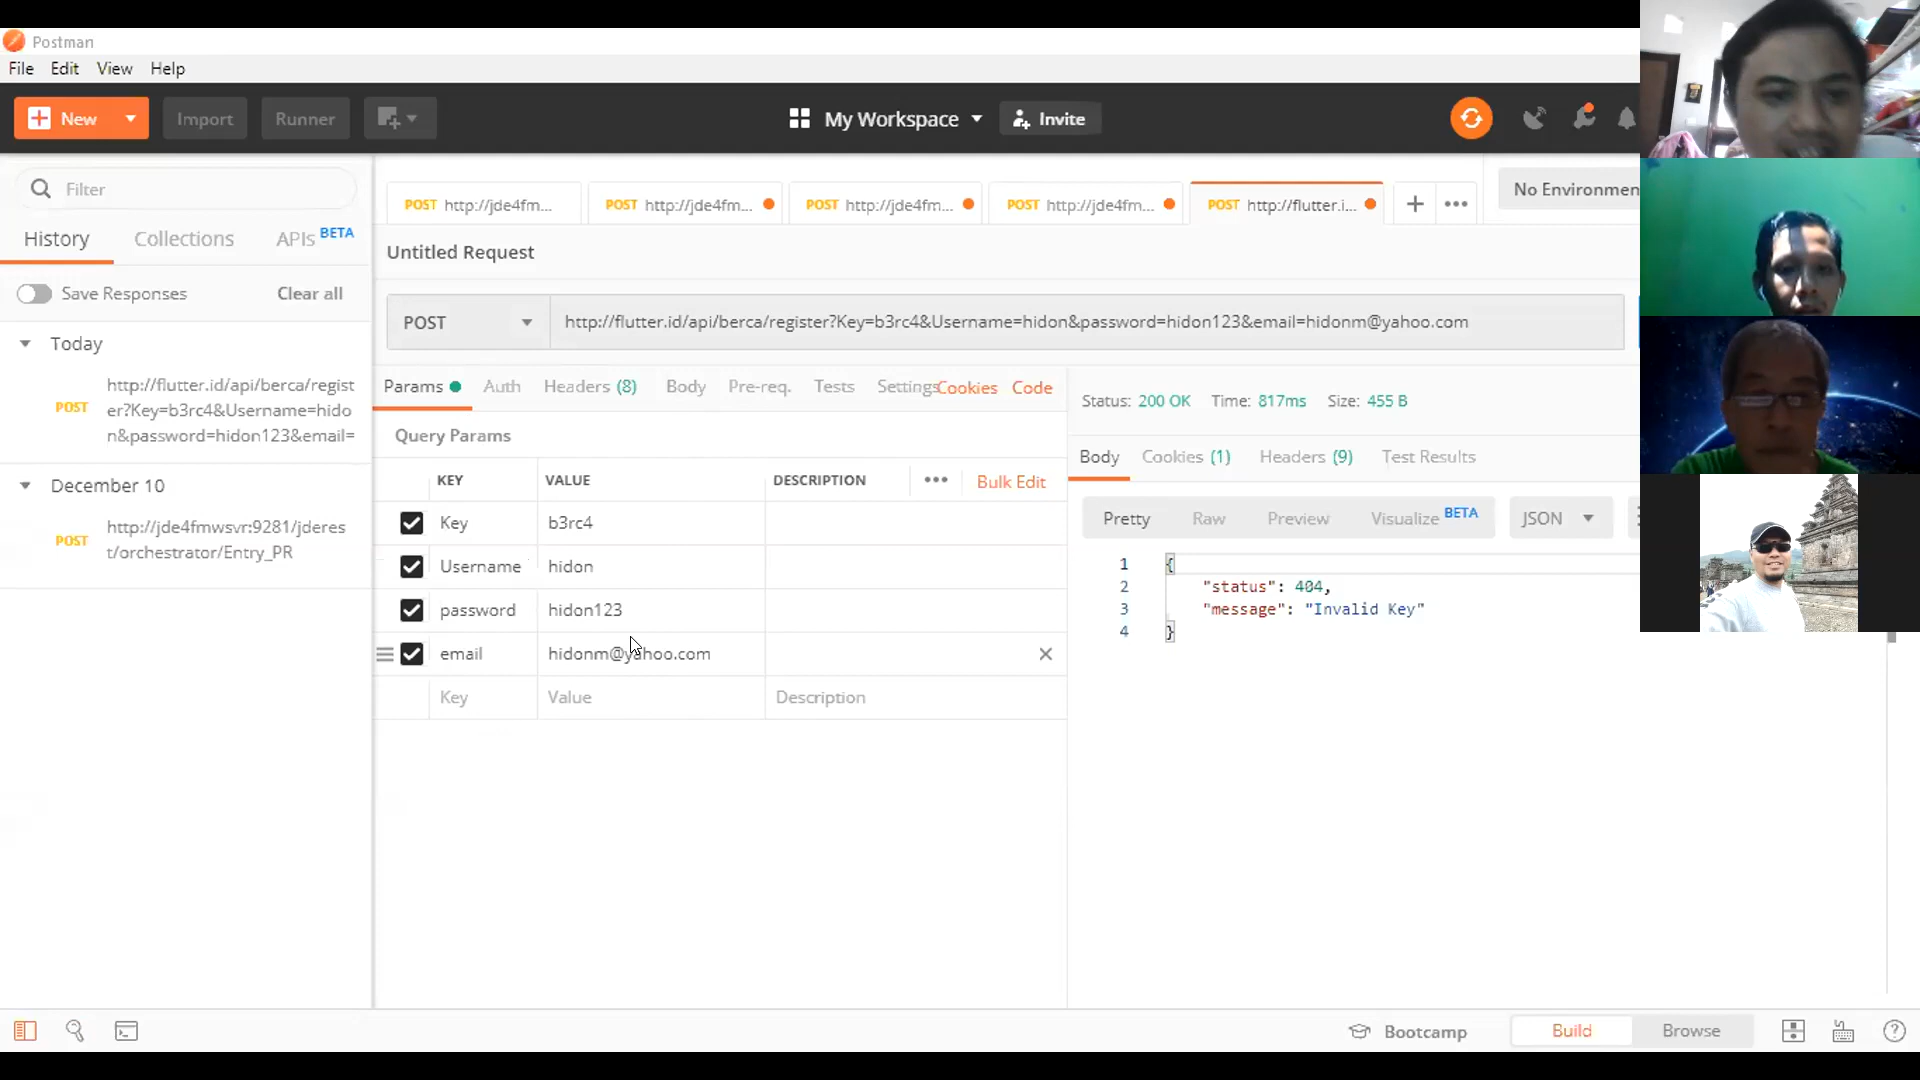 Postman
File Edit View Help
New Import Runner My Workspace Invite
Filter
History Collections APIs BETA
Save Responses Clear all
Today
POST http://flutter.id/api/berca/regist
er?Key=b3rc4&Username=hido
n&password=hidon123&email=
December 10
POST http://jde4fmwsvr:9281/jderes
t/orchestrator/Entry_PR
POST http://jde4fm... POST http://jde4fm... POST http://jde4fm... POST http://jde4fm... POST http://flutter.i... + ••• No Environmen
Untitled Request
POST http://flutter.id/api/berca/register?Key=b3rc4&Username=hidon&password=hidon123&email=hidonm@yahoo.com
Params Auth Headers (8) Body Pre-req. Tests Settings Cookies Code
Query Params
KEY VALUE DESCRIPTION ••• Bulk Edit
Key b3rc4
Username hidon
password hidon123
email hidonm@yahoo.com
Key Value Description
Status: 200 OK Time: 817ms Size: 455 B
Body Cookies (1) Headers (9) Test Results
Pretty Raw Preview Visualize BETA JSON
1 {
2 "status": 404,
3 "message": "Invalid Key"
4 }
Bootcamp Build Browse